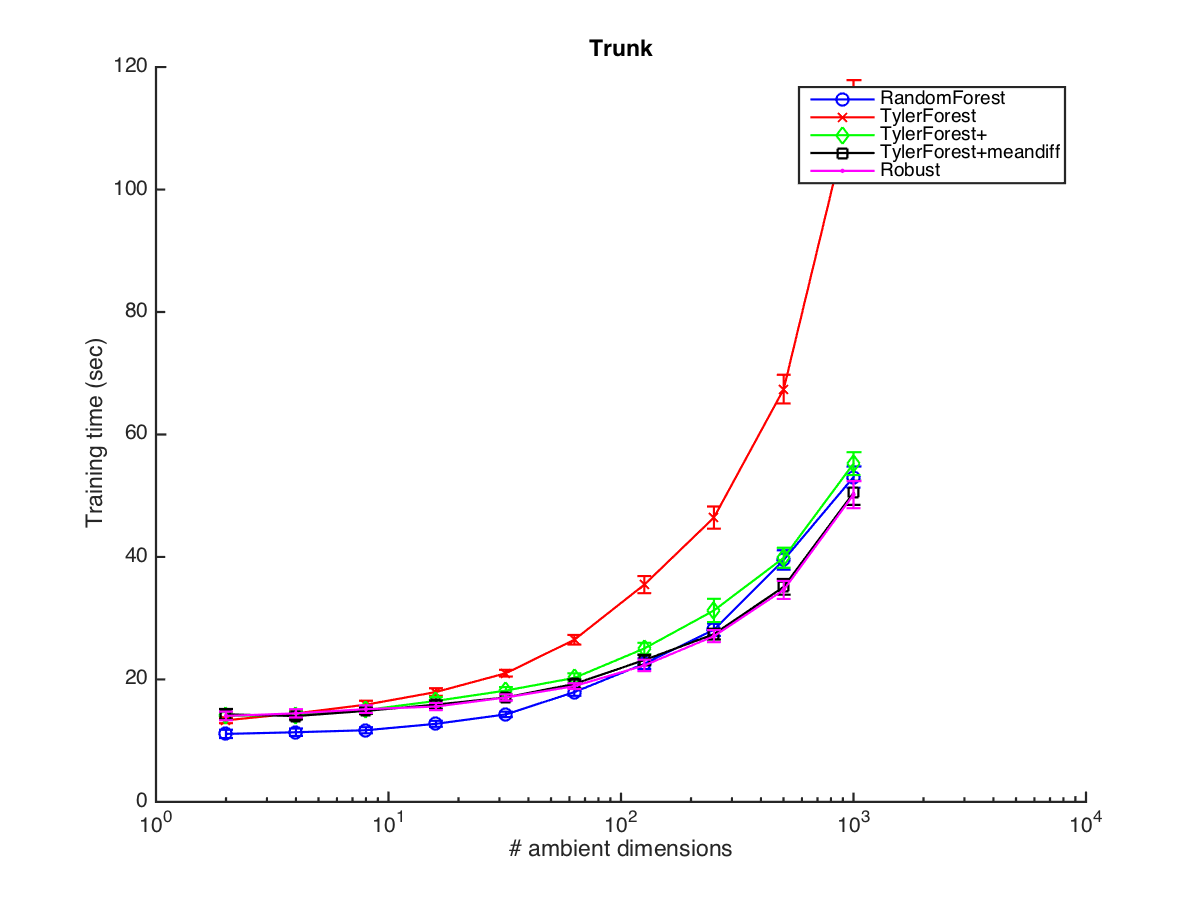 Trunk
120
100
80
60
40
20
0
Training time (sec)
RandomForest
TylerForest
TylerForest+
TylerForest+meandiff
Robust
10^0
10^1
10^2
10^3
10^4
# ambient dimensions